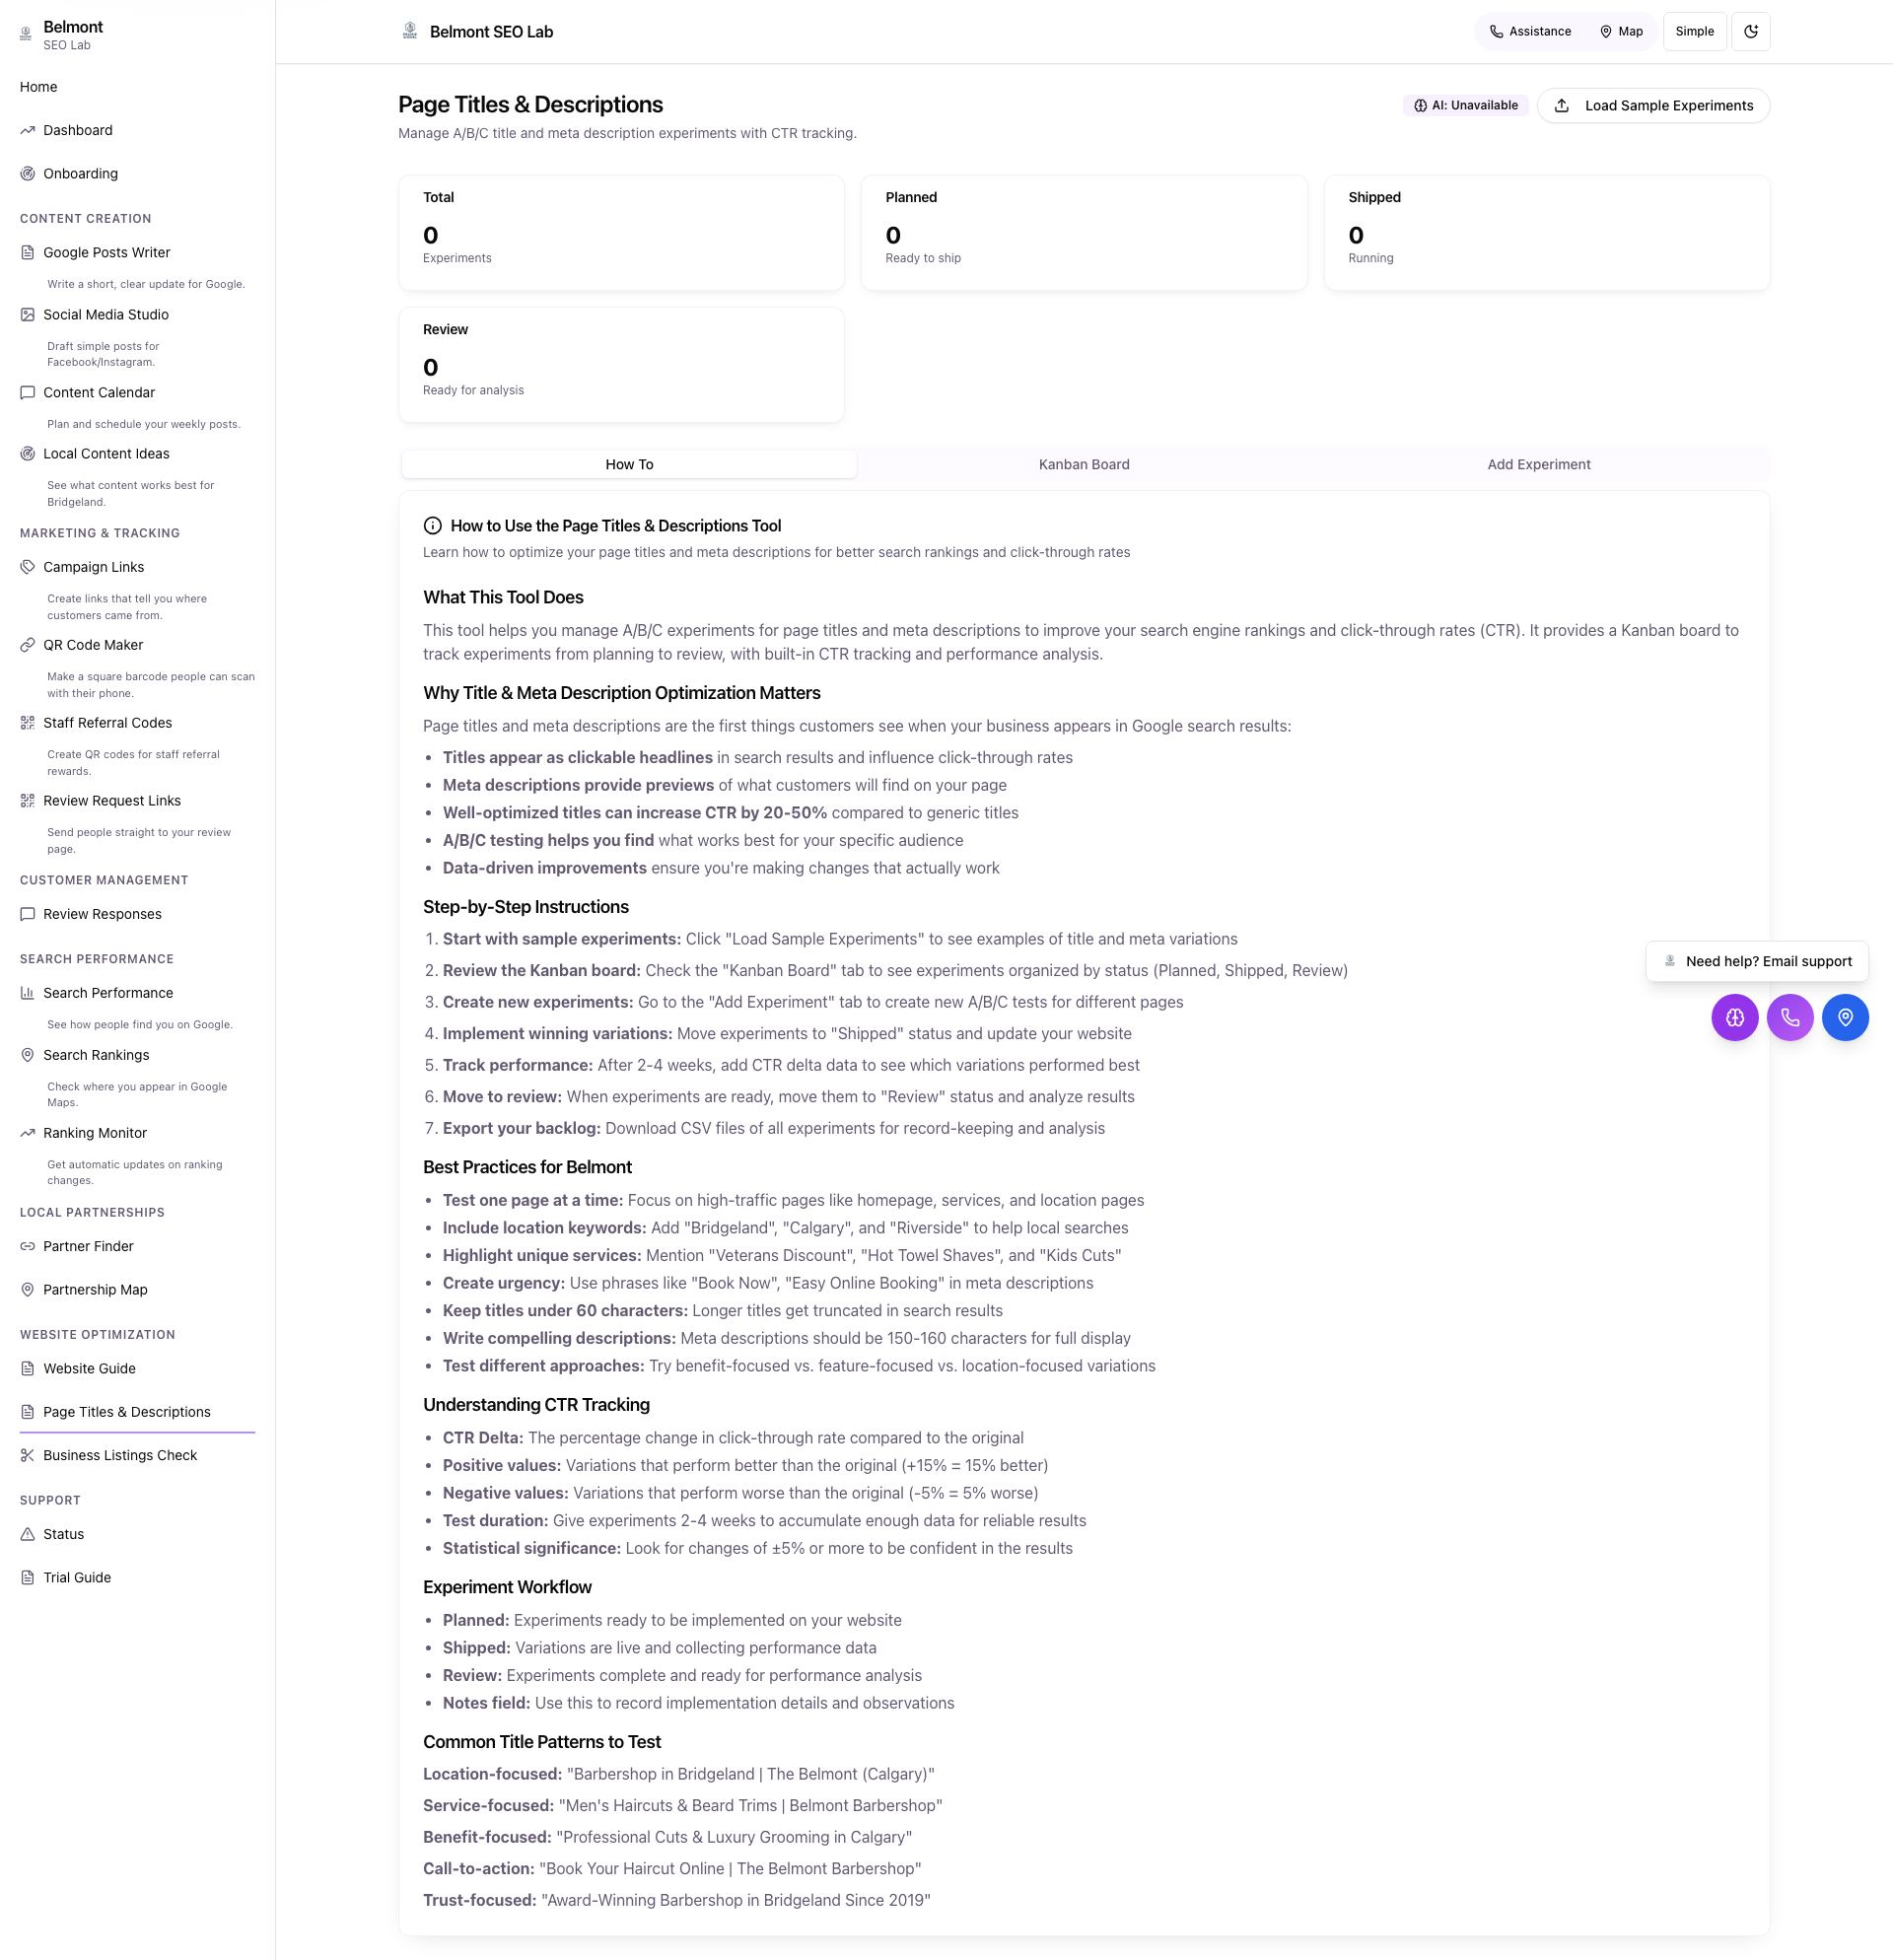 Belmont
SEO Lab
Home
Dashboard
Onboarding
CONTENT CREATION
Google Posts Writer
Write a short, clear update for Google.
Social Media Studio
Draft simple posts for
Facebook/Instagram.
Content Calendar
Plan and schedule your weekly posts.
Local Content Ideas
See what content works best for
Bridgeland.
MARKETING & TRACKING
Campaign Links
Create links that tell you where
customers came from.
QR Code Maker
Make a square barcode people can scan
with their phone.
Staff Referral Codes
Create QR codes for staff referral
rewards.
Review Request Links
Send people straight to your review
page.
CUSTOMER MANAGEMENT
Review Responses
SEARCH PERFORMANCE
Search Performance
See how people find you on Google.
Search Rankings
Check where you appear in Google
Maps.
Ranking Monitor
Get automatic updates on ranking
changes.
LOCAL PARTNERSHIPS
Partner Finder
Partnership Map
WEBSITE OPTIMIZATION
Website Guide
Page Titles & Descriptions
Business Listings Check
SUPPORT
Status
Trial Guide
Belmont SEO Lab
Assistance
Map
Simple
Page Titles & Descriptions
Manage A/B/C title and meta description experiments with CTR tracking.
AI: Unavailable
Load Sample Experiments
Total
0
Experiments
Planned
0
Ready to ship
Shipped
0
Running
Review
0
Ready for analysis
How To
Kanban Board
Add Experiment
How to Use the Page Titles & Descriptions Tool
Learn how to optimize your page titles and meta descriptions for better search rankings and click-through rates
What This Tool Does
This tool helps you manage A/B/C experiments for page titles and meta descriptions to improve your search engine rankings and click-through rates (CTR). It provides a Kanban board to
track experiments from planning to review, with built-in CTR tracking and performance analysis.
Why Title & Meta Description Optimization Matters
Page titles and meta descriptions are the first things customers see when your business appears in Google search results:
• Titles appear as clickable headlines in search results and influence click-through rates
• Meta descriptions provide previews of what customers will find on your page
• Well-optimized titles can increase CTR by 20-50% compared to generic titles
• A/B/C testing helps you find what works best for your specific audience
• Data-driven improvements ensure you're making changes that actually work
Step-by-Step Instructions
1. Start with sample experiments: Click "Load Sample Experiments" to see examples of title and meta variations
2. Review the Kanban board: Check the "Kanban Board" tab to see experiments organized by status (Planned, Shipped, Review)
3. Create new experiments: Go to the "Add Experiment" tab to create new A/B/C tests for different pages
4. Implement winning variations: Move experiments to "Shipped" status and update your website
5. Track performance: After 2-4 weeks, add CTR delta data to see which variations performed best
6. Move to review: When experiments are ready, move them to "Review" status and analyze results
7. Export your backlog: Download CSV files of all experiments for record-keeping and analysis
Best Practices for Belmont
• Test one page at a time: Focus on high-traffic pages like homepage, services, and location pages
• Include location keywords: Add "Bridgeland", "Calgary", and "Riverside" to help local searches
• Highlight unique services: Mention "Veterans Discount", "Hot Towel Shaves", and "Kids Cuts"
• Create urgency: Use phrases like "Book Now", "Easy Online Booking" in meta descriptions
• Keep titles under 60 characters: Longer titles get truncated in search results
• Write compelling descriptions: Meta descriptions should be 150-160 characters for full display
• Test different approaches: Try benefit-focused vs. feature-focused vs. location-focused variations
Understanding CTR Tracking
• CTR Delta: The percentage change in click-through rate compared to the original
• Positive values: Variations that perform better than the original (+15% = 15% better)
• Negative values: Variations that perform worse than the original (-5% = 5% worse)
• Test duration: Give experiments 2-4 weeks to accumulate enough data for reliable results
• Statistical significance: Look for changes of ±5% or more to be confident in the results
Experiment Workflow
• Planned: Experiments ready to be implemented on your website
• Shipped: Variations are live and collecting performance data
• Review: Experiments complete and ready for performance analysis
• Notes field: Use this to record implementation details and observations
Common Title Patterns to Test
Location-focused: "Barbershop in Bridgeland | The Belmont (Calgary)"
Service-focused: "Men's Haircuts & Beard Trims | Belmont Barbershop"
Benefit-focused: "Professional Cuts & Luxury Grooming in Calgary"
Call-to-action: "Book Your Haircut Online | The Belmont Barbershop"
Trust-focused: "Award-Winning Barbershop in Bridgeland Since 2019"
Need help? Email support